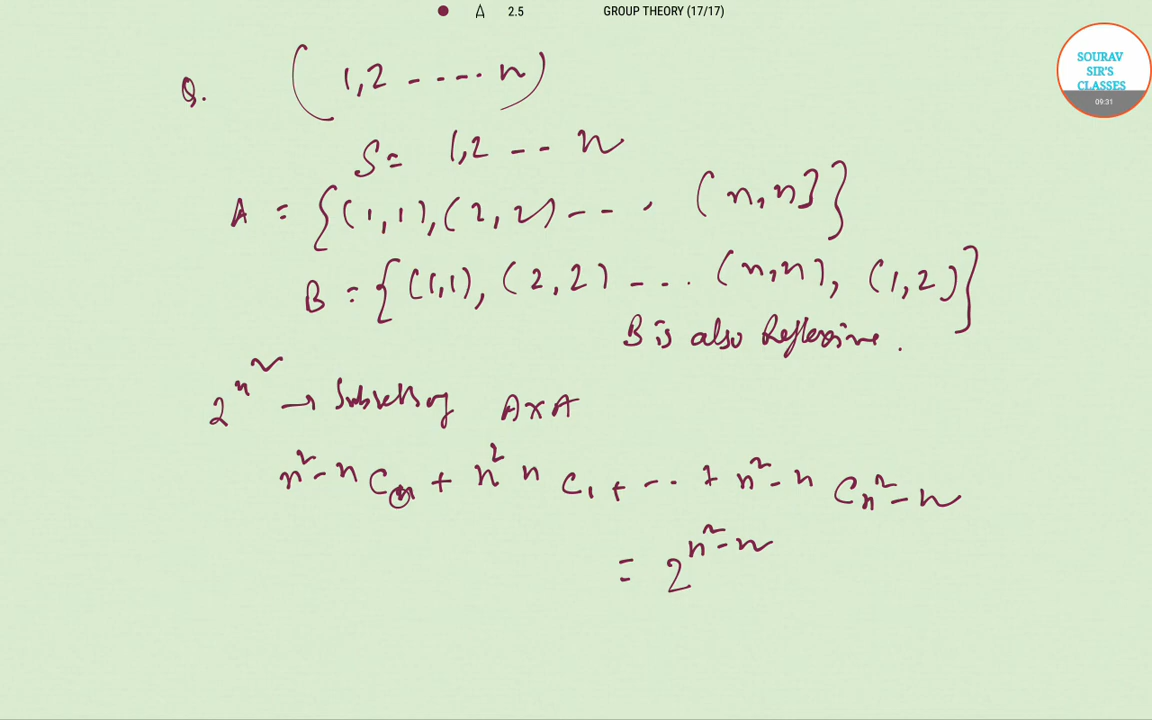 A 2.5 GROUP THEORY (17/17)
SOURAV
SIR'S
CLASSES
09:31
Q. (1,2 ----- n)
S = 1,2 --- n
A = {(1,1),(2,2)--- . (n,n]}
B = {(1,1), (2,2) --- . (n,n), (1,2)}
B is also Reflexive.
2^n^2 → Subsets of A×A
n²-n C₀ + n² n C₁ + --- + n²-n Cn²-n
= 2^n²-n